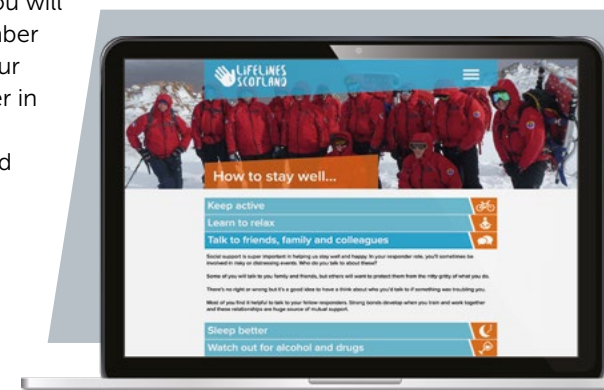 ou will
ber
ur
er in
d
LIFELINES
SCOTLAND
How to stay well...
Keep active
Learn to relax
Talk to friends, family and colleagues
Social support is super important in helping us stay well and happy. In your responder role, you'll sometimes be
involved in risky or distressing events. Who do you talk to about these?
Some of you will talk to you family and friends, but others will want to protect them from the nitty gritty of what you do.
There's no right or wrong but it's a good idea to have a think about who you'd talk to if something was troubling you.
Most of you find it helpful to talk to your fellow responders. Strong bonds develop when you train and work together
and these relationships are huge source of mutual support.
Sleep better
Watch out for alcohol and drugs